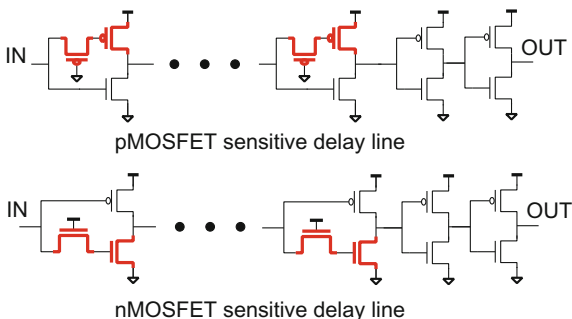 IN OUT
pMOSFET sensitive delay line
IN OUT
nMOSFET sensitive delay line